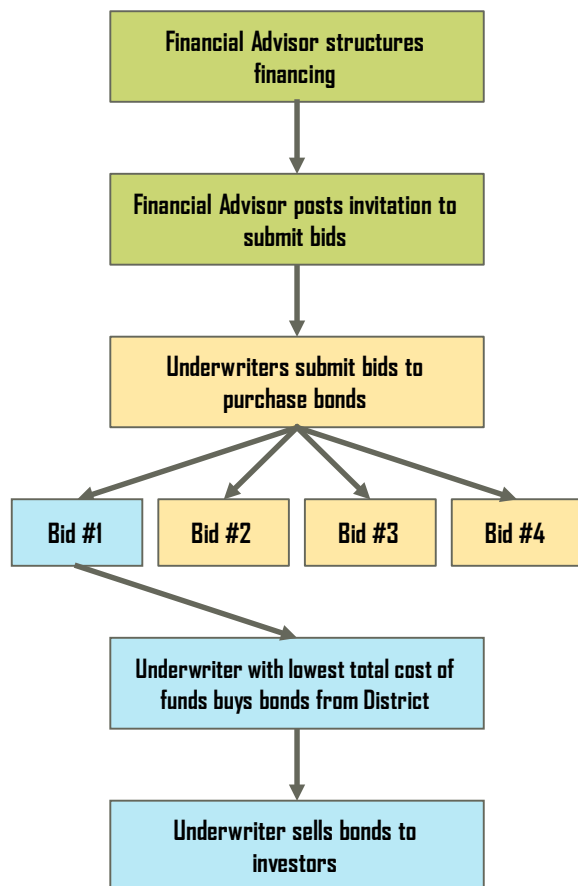 Financial Advisor structures
financing
Financial Advisor posts invitation to
submit bids
Underwriters submit bids to
purchase bonds
Bid #1
Bid #2
Bid #3
Bid #4
Underwriter with lowest total cost of
funds buys bonds from District
Underwriter sells bonds to
investors